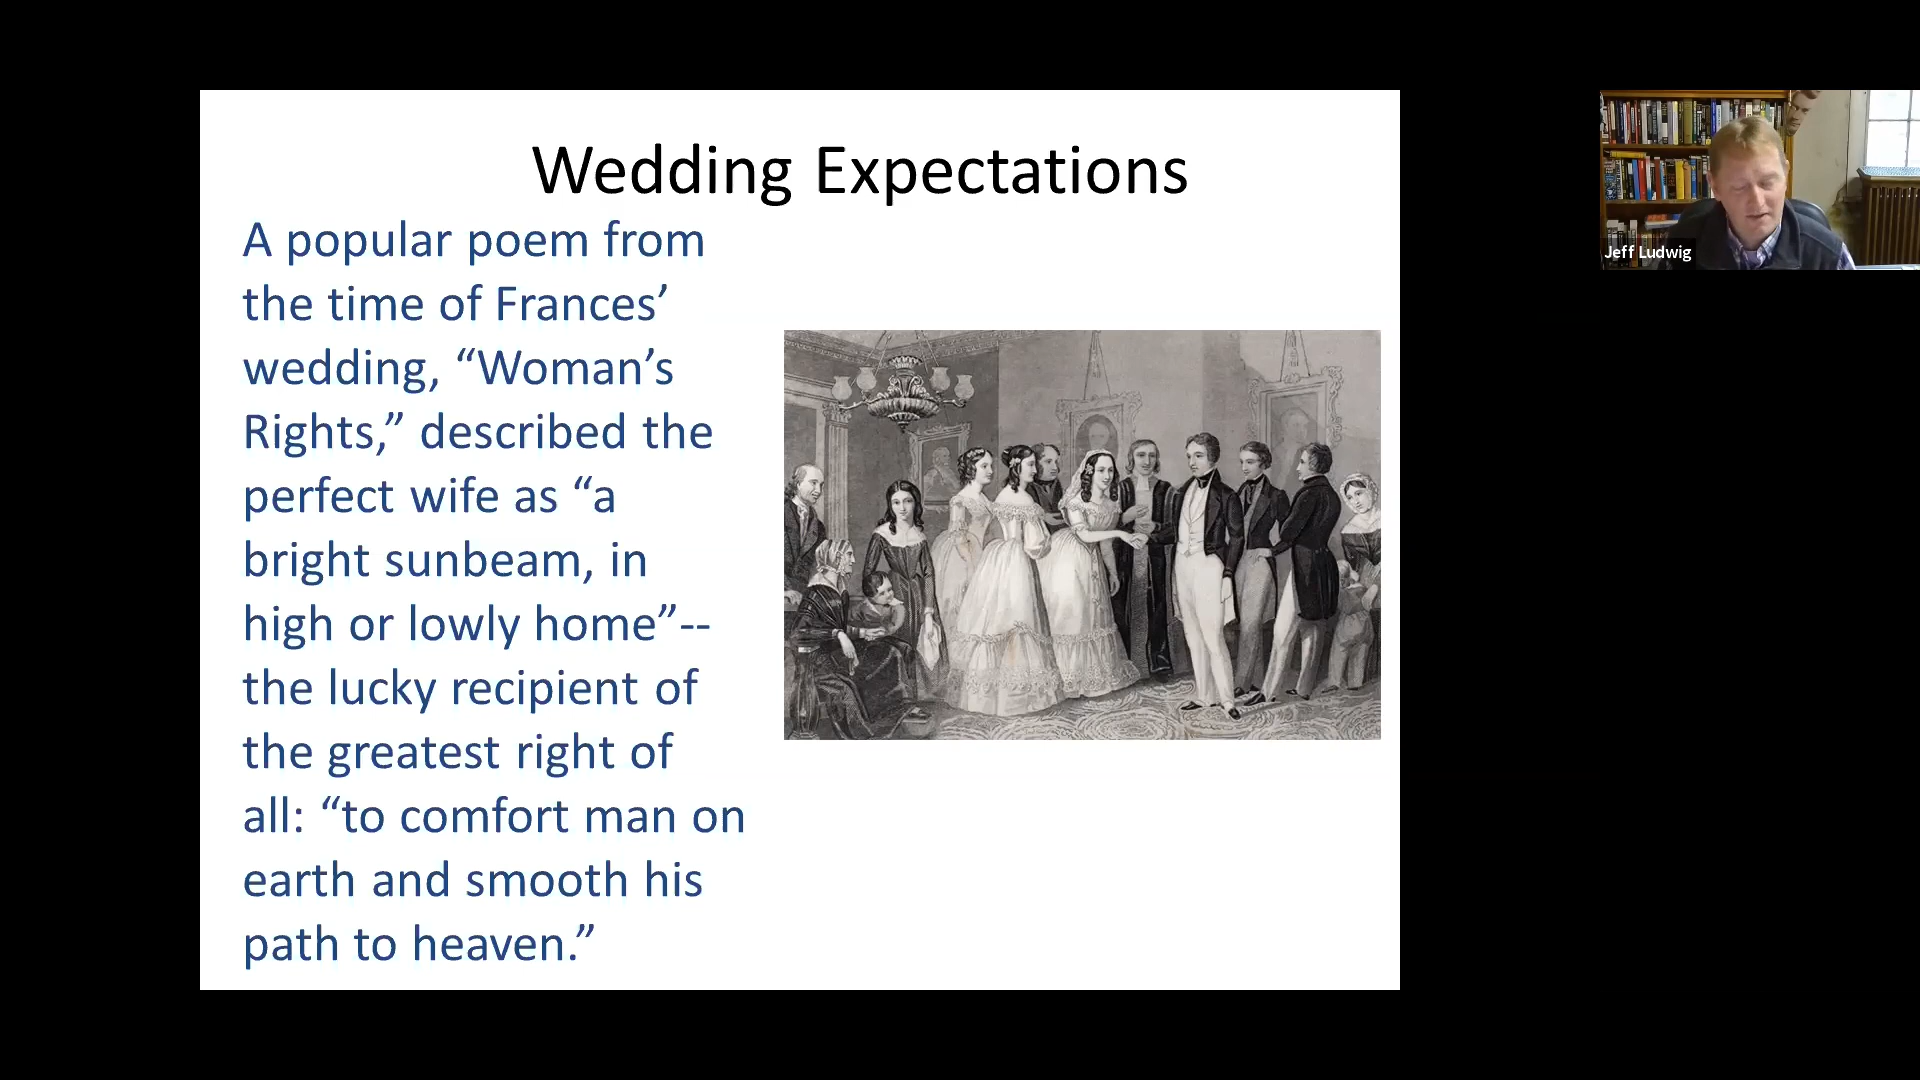 Wedding Expectations
A popular poem from
the time of Frances’
wedding, “Woman’s
Rights,” described the
perfect wife as “a
bright sunbeam, in
high or lowly home”--
the lucky recipient of
the greatest right of
all: “to comfort man on
earth and smooth his
path to heaven.”
Jeff Ludwig